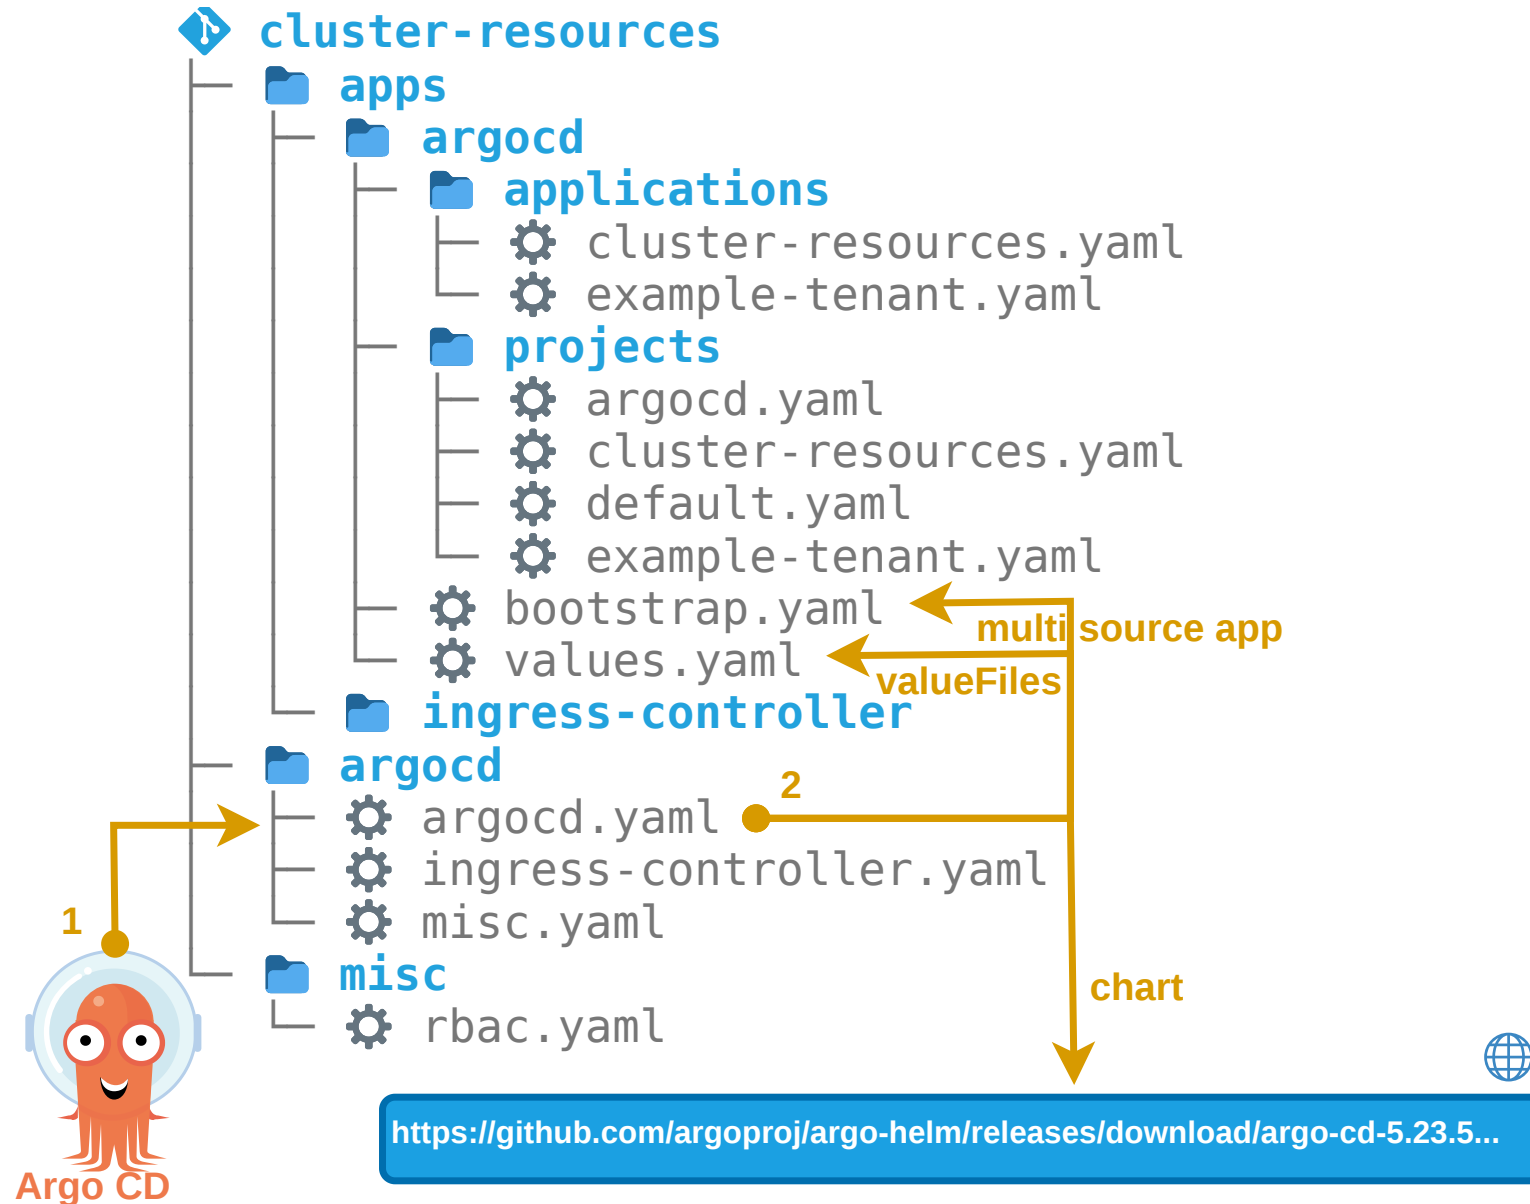 cluster-resources
apps
argocd
applications
cluster-resources.yaml
example-tenant.yaml
projects
argocd.yaml
cluster-resources.yaml
default.yaml
example-tenant.yaml
bootstrap.yaml
multi source app
values.yaml
valueFiles
ingress-controller
argocd
2
argocd.yaml
ingress-controller.yaml
1
misc.yaml
misc
chart
rbac.yaml
https://github.com/argoproj/argo-helm/releases/download/argo-cd-5.23.5...
Argo CD